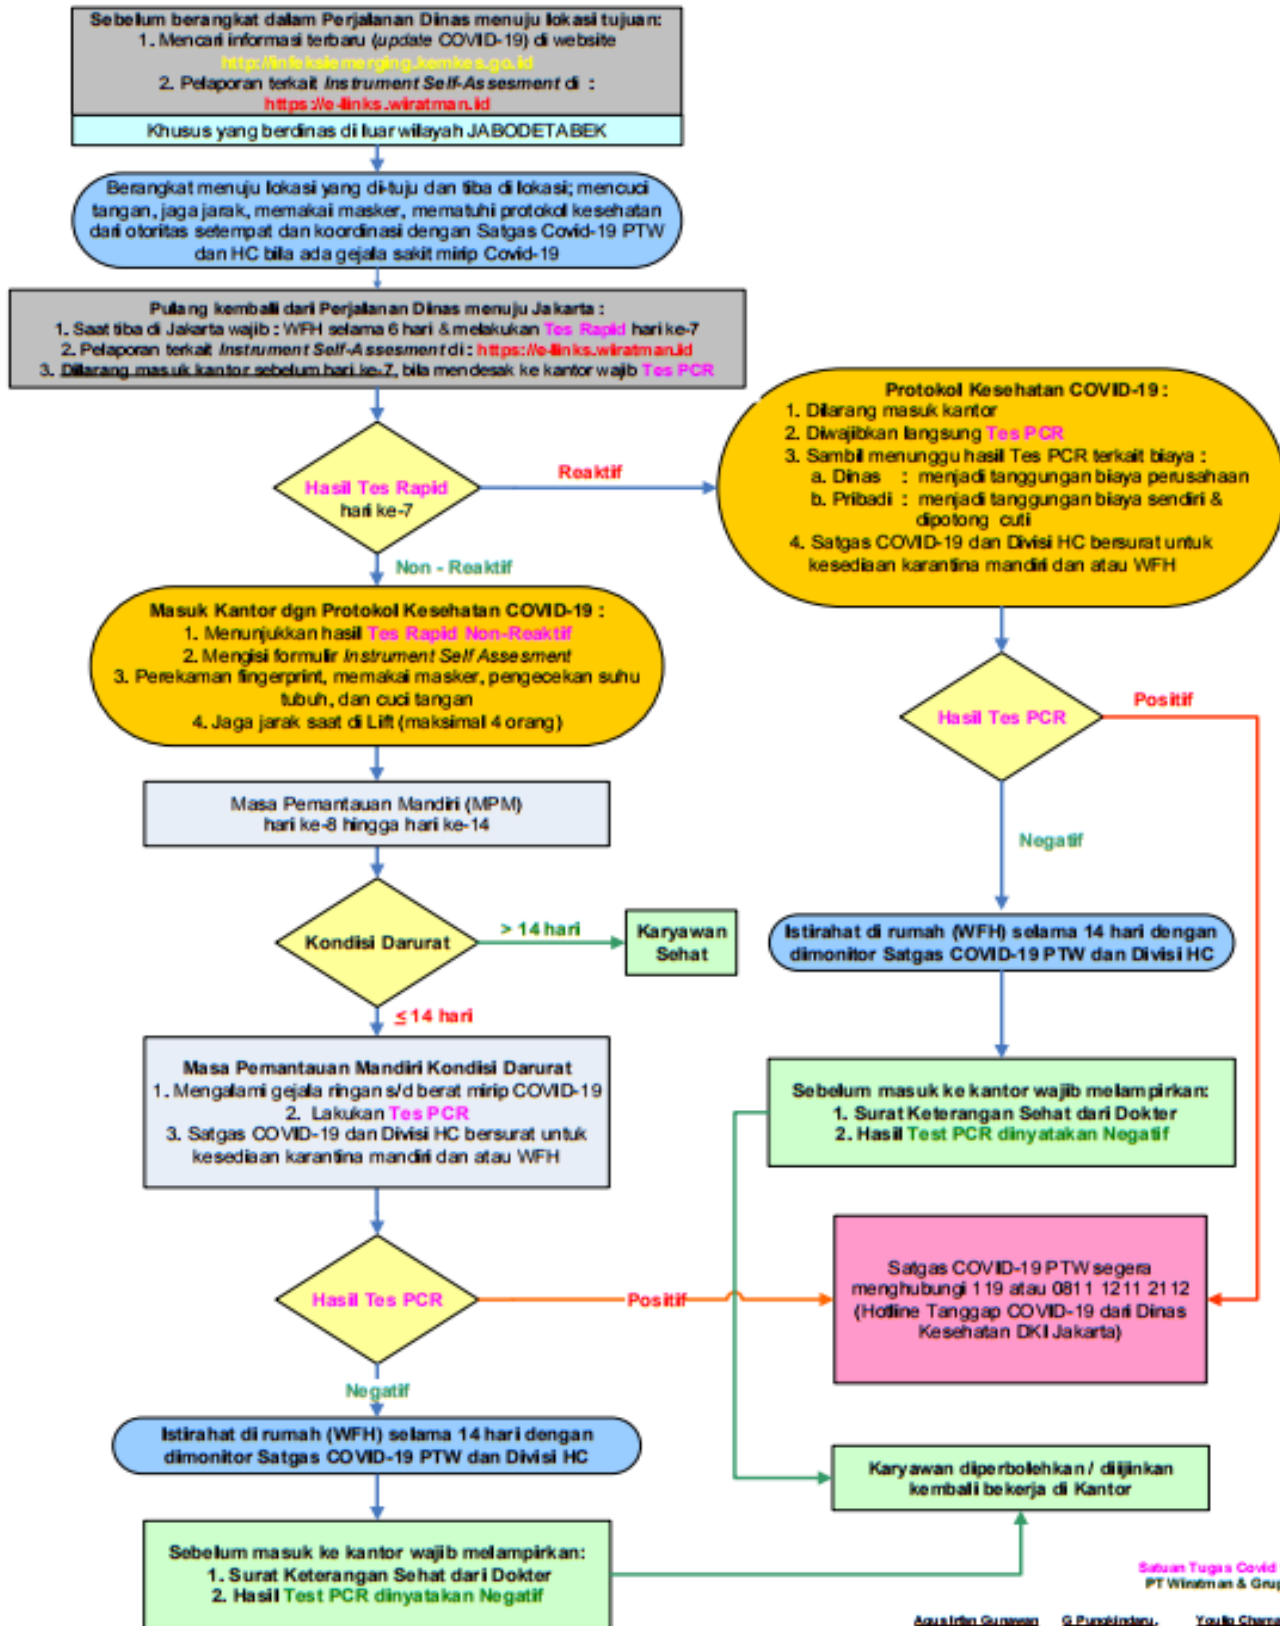 Sebelum berangkat dalam Perjalanan Dinas menuju lokasi tujuan:
1. Mencari informasi terbaru (update COVID-19) di website
http://infeksiemerging.kemkes.go.id
2. Pelaporan terkait Instrument Self-Assesment di :
https://e-links.wiratman.id
Khusus yang berdinas di luar wilayah JABODETABEK
Berangkat menuju lokasi yang di-tuju dan tiba di lokasi; mencuci
tangan, jaga jarak, memakai masker, mematuhi protokol kesehatan
dari otoritas setempat dan koordinasi dengan Satgas Covid-19 PTW
dan HC bila ada gejala sakit mirip Covid-19
Pulang kembali dari Perjalanan Dinas menuju Jakarta :
1. Saat tiba di Jakarta wajib : WFH selama 6 hari & melakukan Tes Rapid hari ke-7
2. Pelaporan terkait Instrument Self-Assesment di : https://e-links.wiratman.id
3. Dilarang masuk kantor sebelum hari ke-7, bila mendesak ke kantor wajib Tes PCR
Hasil Tes Rapid
hari ke-7
Reaktif
Non - Reaktif
Protokol Kesehatan COVID-19 :
1. Dilarang masuk kantor
2. Diwajibkan langsung Tes PCR
3. Sambil menunggu hasil Tes PCR terkait biaya :
a. Dinas : menjadi tanggungan biaya perusahaan
b. Pribadi : menjadi tanggungan biaya sendiri &
dipotong cuti
4. Satgas COVID-19 dan Divisi HC bersurat untuk
kesediaan karantina mandiri dan atau WFH
Masuk Kantor dgn Protokol Kesehatan COVID-19 :
1. Menunjukkan hasil Tes Rapid Non-Reaktif
2. Mengisi formulir Instrument Self Assesment
3. Perekaman fingerprint, memakai masker, pengecekan suhu
tubuh, dan cuci tangan
4. Jaga jarak saat di Lift (maksimal 4 orang)
Hasil Tes PCR
Positif
Negatif
Masa Pemantauan Mandiri (MPM)
hari ke-8 hingga hari ke-14
Kondisi Darurat
> 14 hari
Karyawan
Sehat
≤ 14 hari
Istirahat di rumah (WFH) selama 14 hari dengan
dimonitor Satgas COVID-19 PTW dan Divisi HC
Masa Pemantauan Mandiri Kondisi Darurat
1. Mengalami gejala ringan s/d berat mirip COVID-19
2. Lakukan Tes PCR
3. Satgas COVID-19 dan Divisi HC bersurat untuk
kesediaan karantina mandiri dan atau WFH
Sebelum masuk ke kantor wajib melampirkan:
1. Surat Keterangan Sehat dari Dokter
2. Hasil Test PCR dinyatakan Negatif
Hasil Tes PCR
Positif
Negatif
Satgas COVID-19 PTW segera
menghubungi 119 atau 0811 1211 2112
(Hotline Tanggap COVID-19 dari Dinas
Kesehatan DKI Jakarta)
Istirahat di rumah (WFH) selama 14 hari dengan
dimonitor Satgas COVID-19 PTW dan Divisi HC
Karyawan diperbolehkan / diijinkan
kembali bekerja di Kantor
Sebelum masuk ke kantor wajib melampirkan:
1. Surat Keterangan Sehat dari Dokter
2. Hasil Test PCR dinyatakan Negatif
Satuan Tugas Covid
PT Wiratman & Grup
Agus Irfan Gunawan